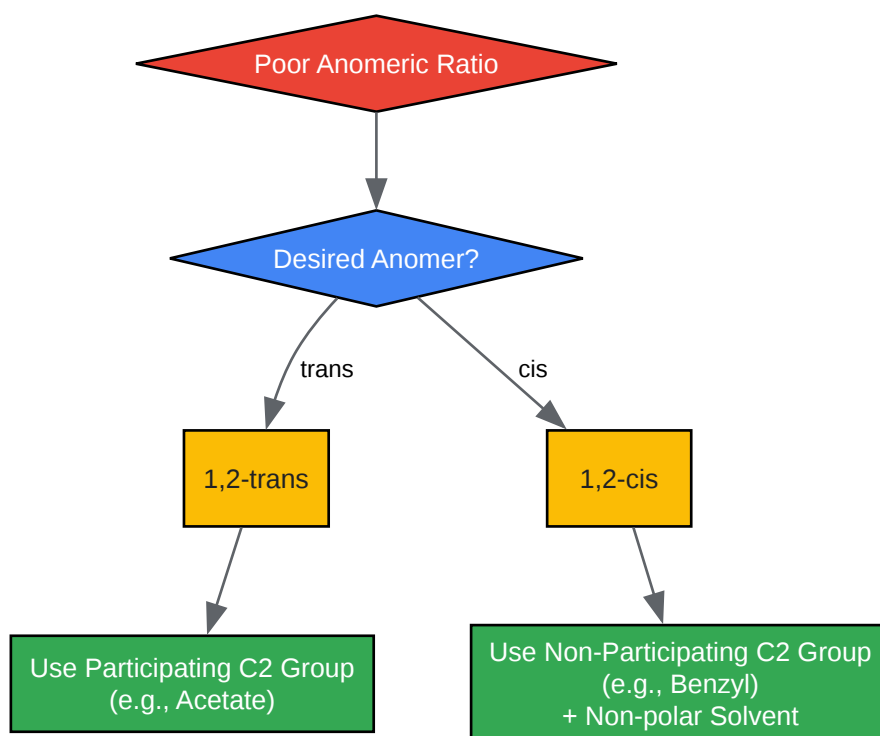 Poor Anomeric Ratio
Desired Anomer?
trans
cis
1,2-trans
1,2-cis
Use Participating C2 Group
(e.g., Acetate)
Use Non-Participating C2 Group
(e.g., Benzyl)
+ Non-polar Solvent